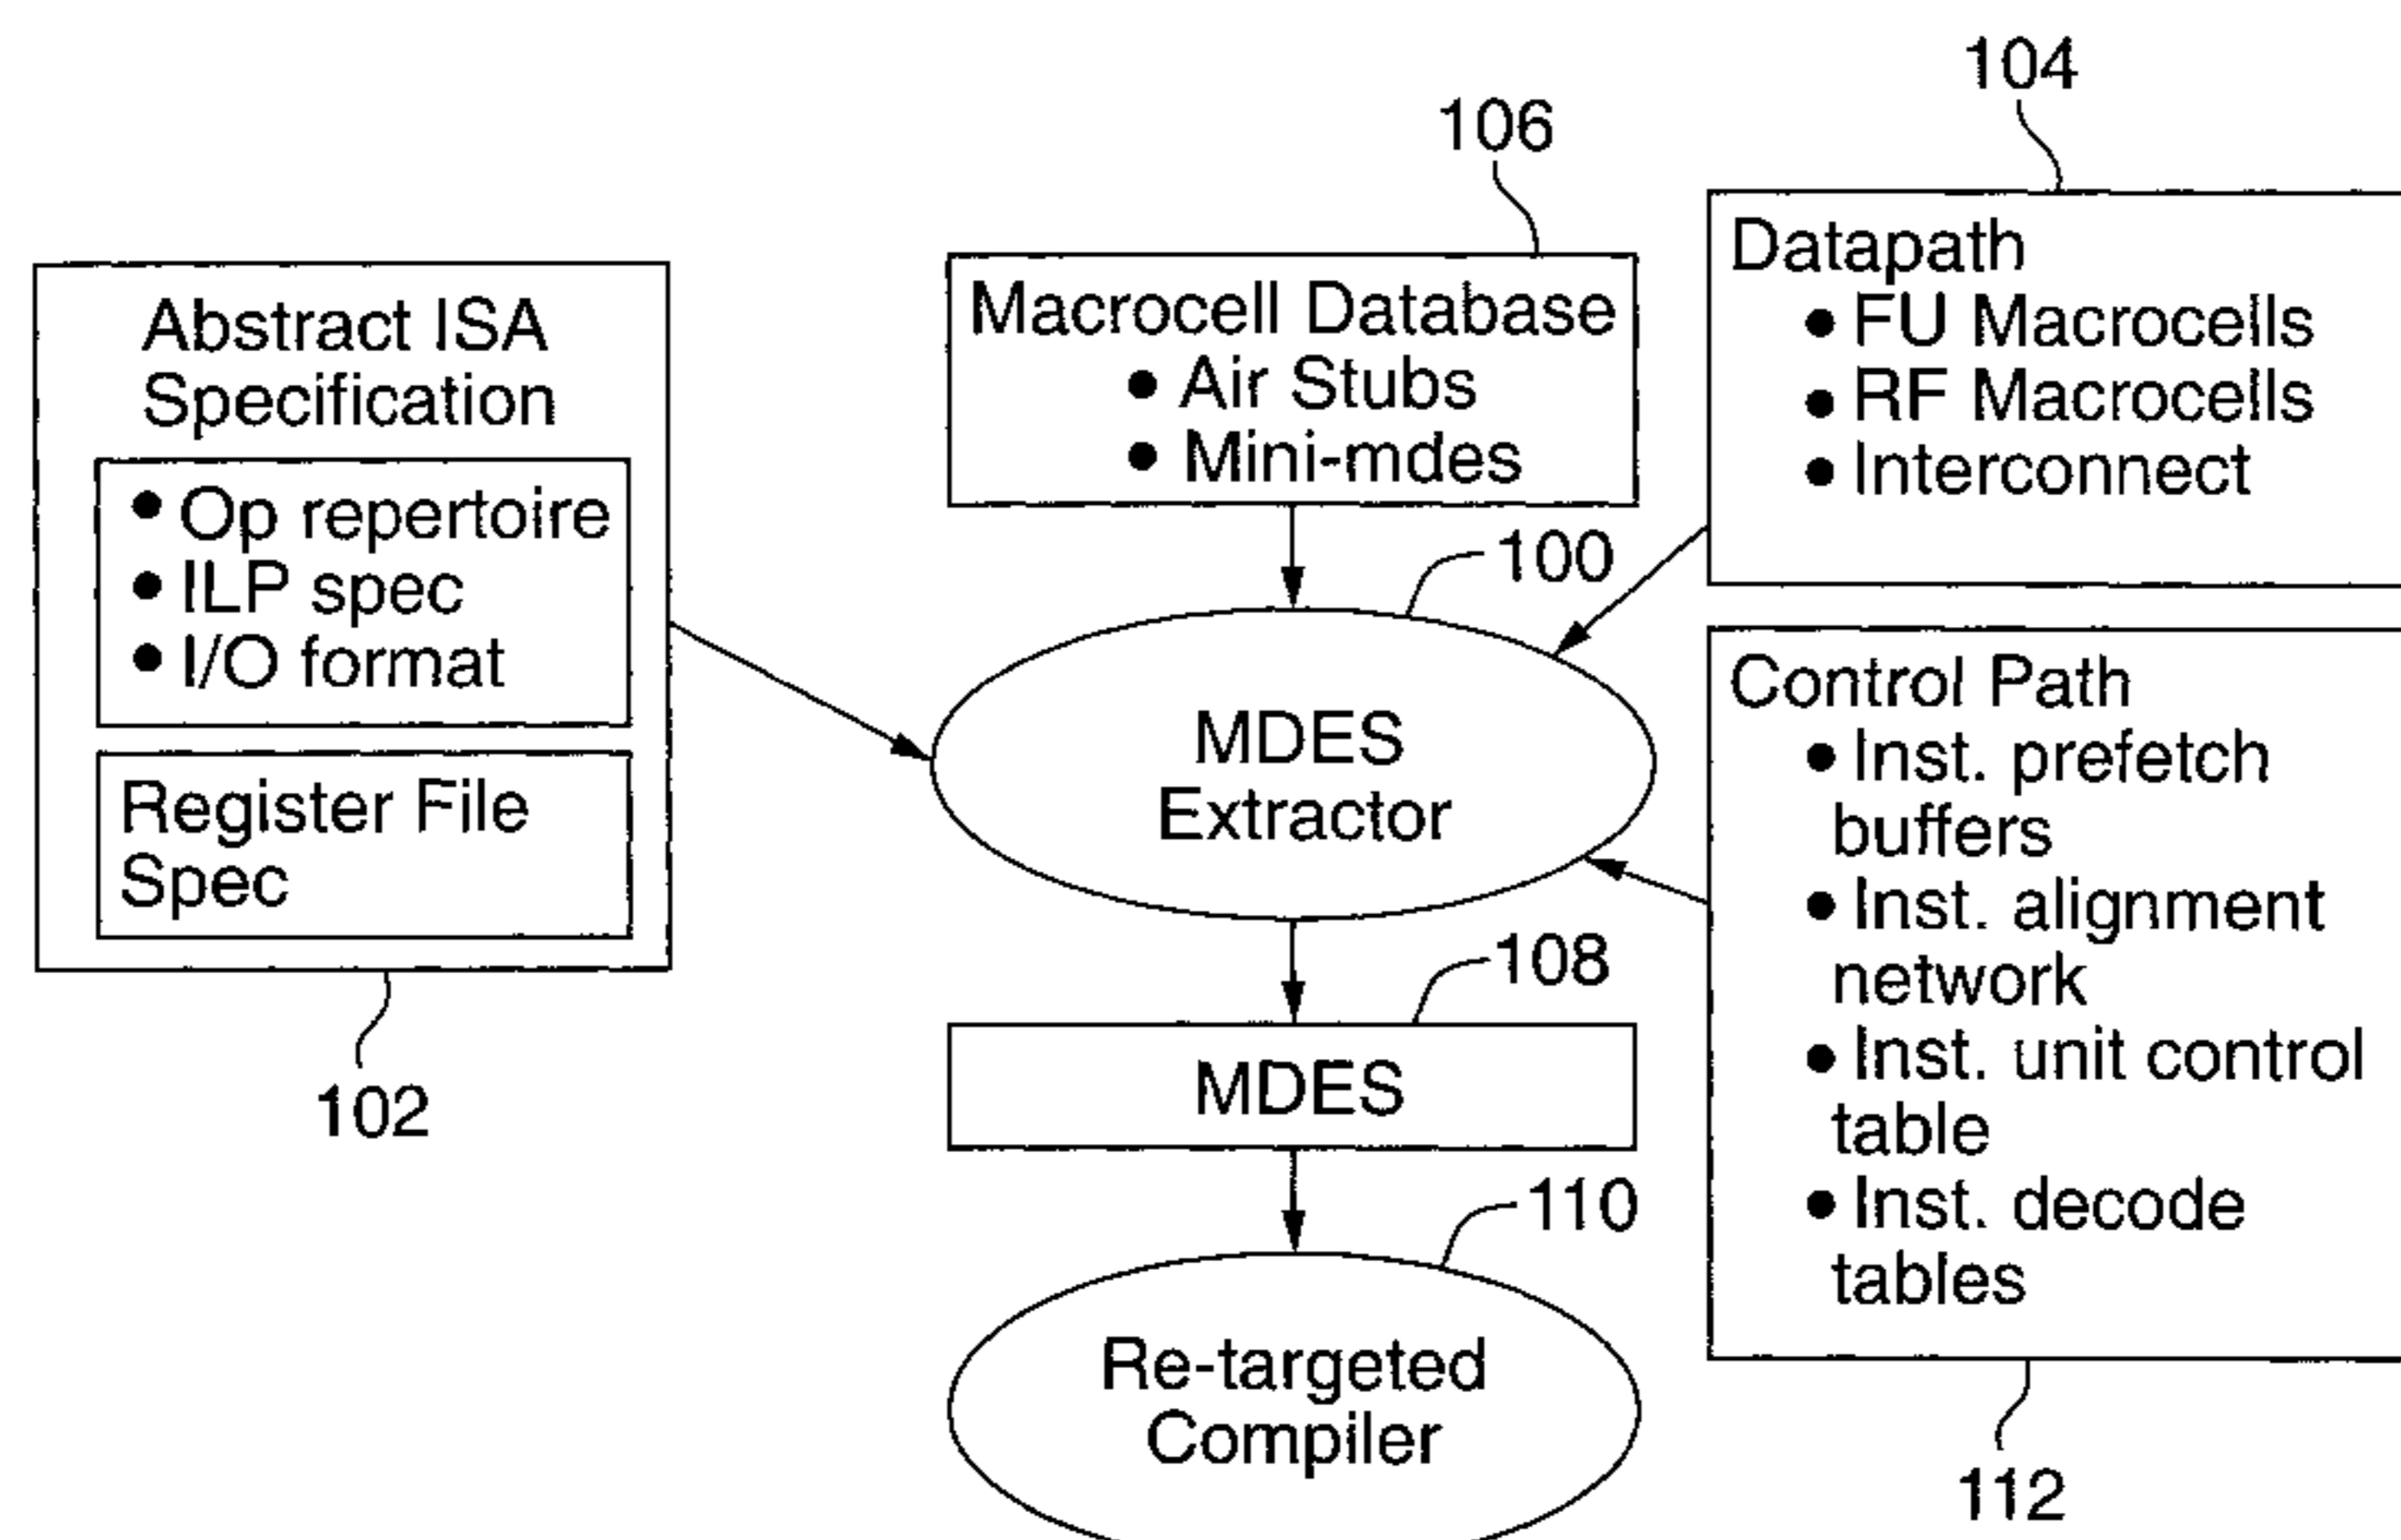 104
106
Datapath
• FU Macrocells
• RF Macrocells
• Interconnect
Macrocell Database
• Air Stubs
• Mini-mdes
Abstract ISA
Specification
• Op repertoire
• ILP spec
• I/O format
Register File
Spec
102
100
MDES
Extractor
Control Path
• Inst. prefetch
buffers
• Inst. alignment
network
• Inst. unit control
table
• Inst. decode
tables
112
108
MDES
110
Re-targeted
Compiler